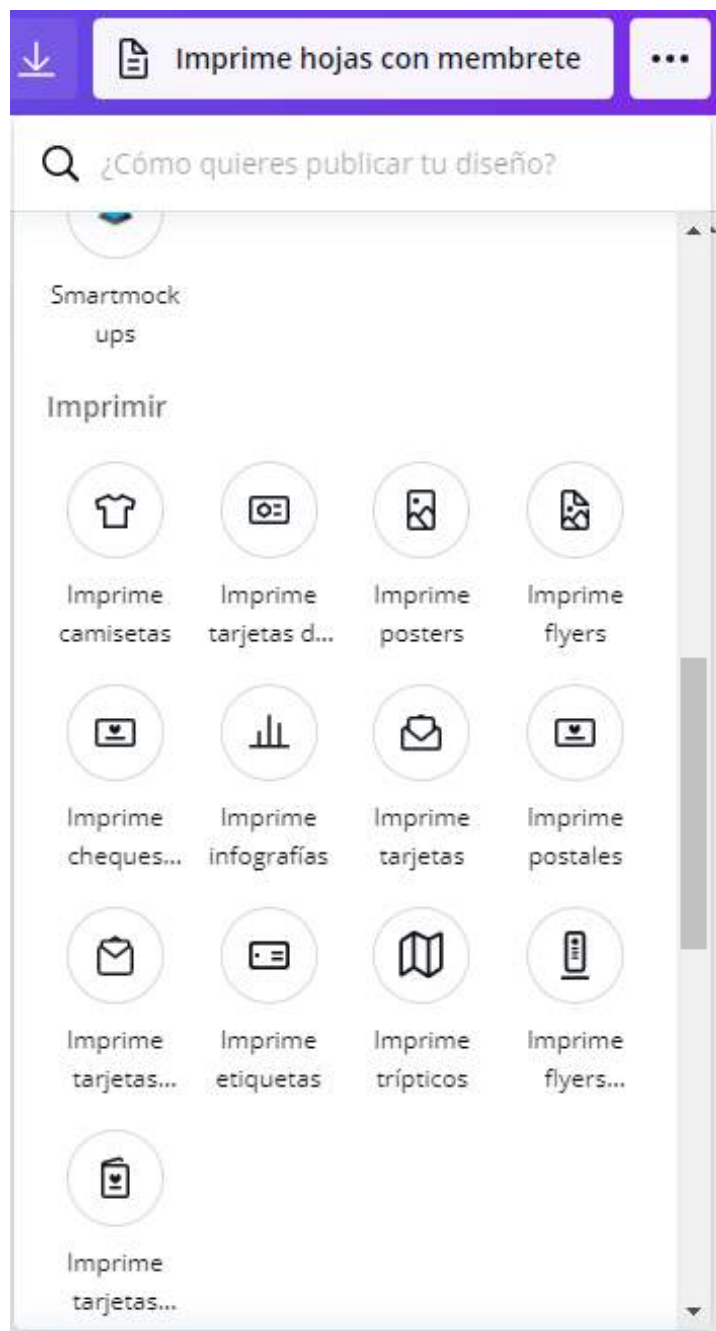 Imprime hojas con membrete
¿Cómo quieres publicar tu diseño?
Smartmock
ups
Imprimir
Imprime
camisetas
Imprime
tarjetas d...
Imprime
posters
Imprime
flyers
Imprime
cheques...
Imprime
infografías
Imprime
tarjetas
Imprime
postales
Imprime
tarjetas...
Imprime
etiquetas
Imprime
trípticos
Imprime
flyers...
Imprime
tarjetas...